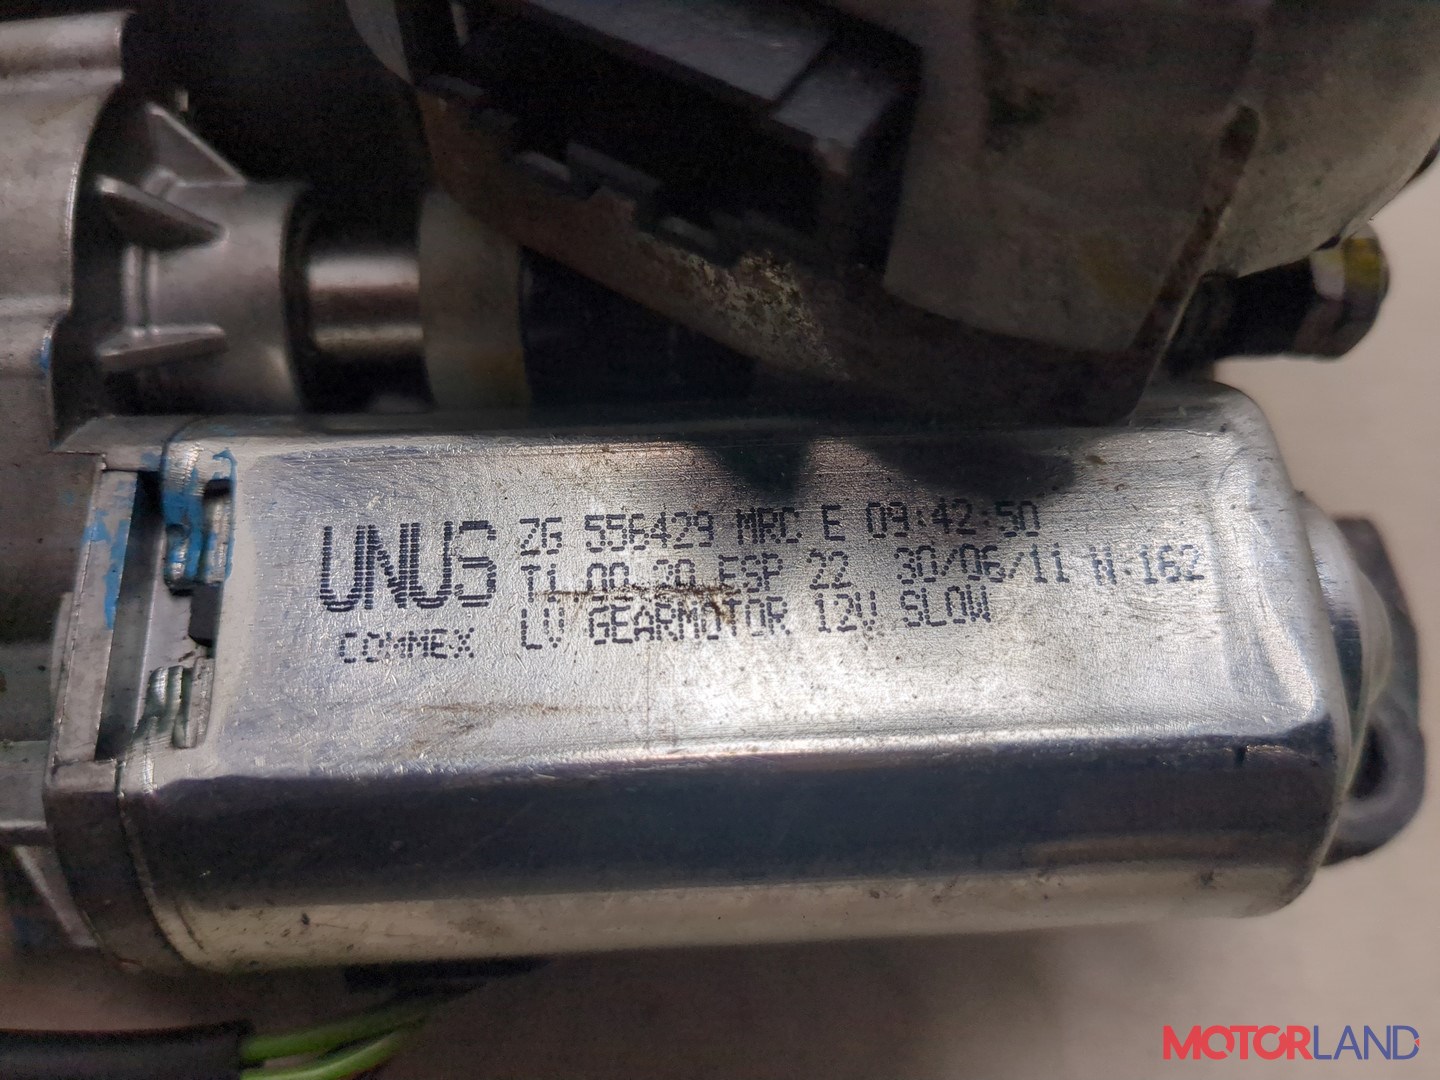 UNUS ZG 556429 MRC E 09:42:50
TL 00.20 ESP 22 30/06/11 N.162
COMMEX LV GEARMOTOR 12V SLOW
MOTORLAND